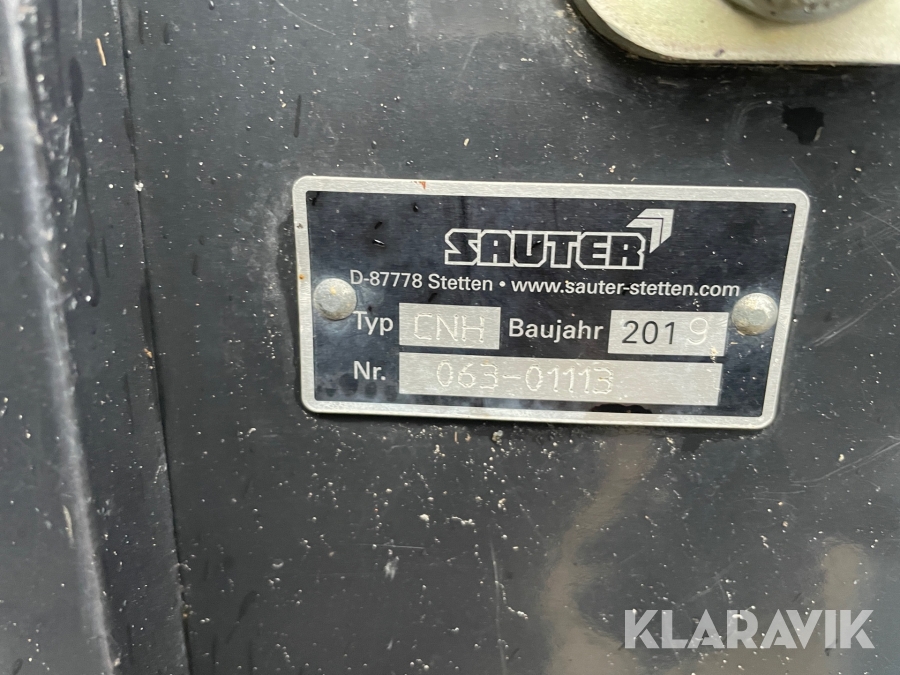 SAUTER
D-87778 Stetten • www.sauter-stetten.com
Typ CNH Baujahr 2019
Nr. 063-01113
KLARAVIK